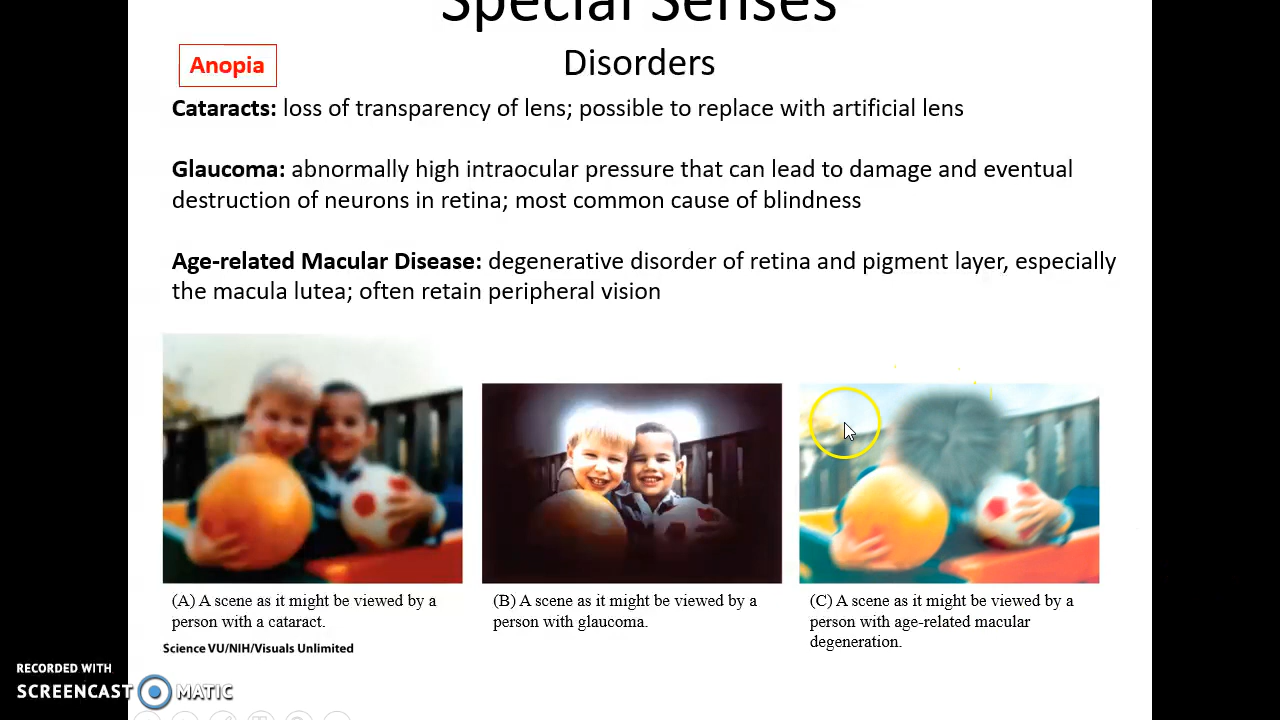 Special Senses
Anopia
Disorders
Cataracts: loss of transparency of lens; possible to replace with artificial lens
Glaucoma: abnormally high intraocular pressure that can lead to damage and eventual
destruction of neurons in retina; most common cause of blindness
Age-related Macular Disease: degenerative disorder of retina and pigment layer, especially
the macula lutea; often retain peripheral vision
(A) A scene as it might be viewed by a
person with a cataract.
(B) A scene as it might be viewed by a
person with glaucoma.
(C) A scene as it might be viewed by a
person with age-related macular
degeneration.
Science VU/NIH/Visuals Unlimited
RECORDED WITH
SCREENCAST MATIC